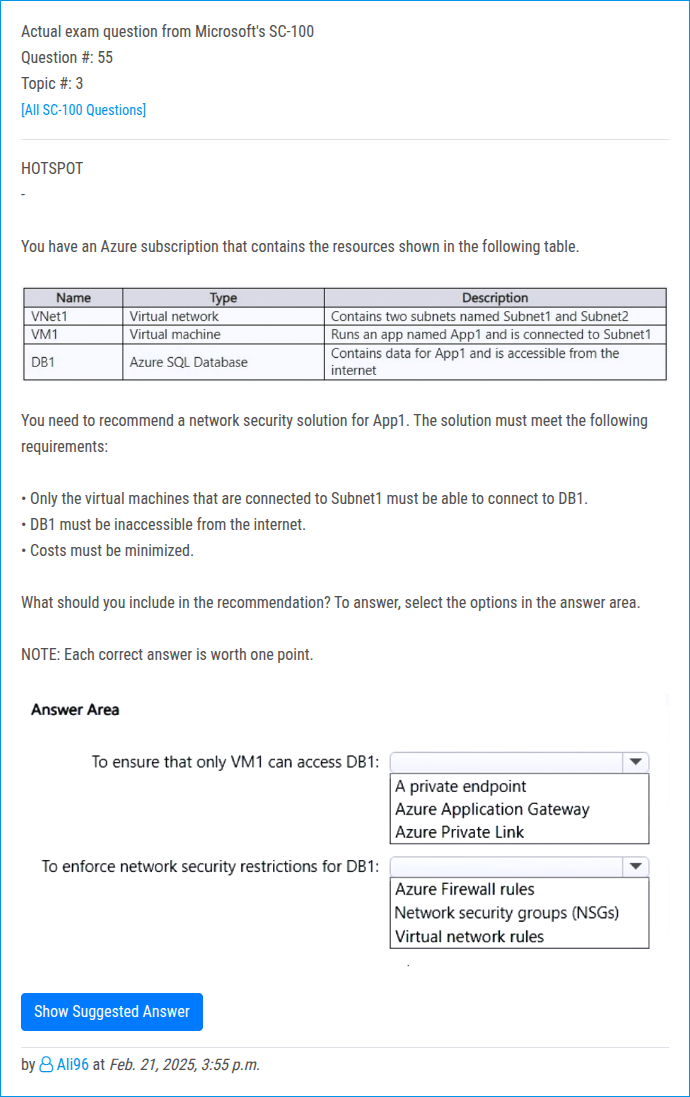 Actual exam question from Microsoft's SC-100
Question #: 55
Topic #: 3
[All SC-100 Questions]
HOTSPOT
-
You have an Azure subscription that contains the resources shown in the following table.
Name Type Description
VNet1 Virtual network Contains two subnets named Subnet1 and Subnet2
VM1 Virtual machine Runs an app named App1 and is connected to Subnet1
DB1 Azure SQL Database Contains data for App1 and is accessible from the
internet
You need to recommend a network security solution for App1. The solution must meet the following
requirements:
• Only the virtual machines that are connected to Subnet1 must be able to connect to DB1.
• DB1 must be inaccessible from the internet.
• Costs must be minimized.
What should you include in the recommendation? To answer, select the options in the answer area.
NOTE: Each correct answer is worth one point.
Answer Area
To ensure that only VM1 can access DB1:
A private endpoint
Azure Application Gateway
Azure Private Link
To enforce network security restrictions for DB1:
Azure Firewall rules
Network security groups (NSGs)
Virtual network rules
Show Suggested Answer
by Ali96 at Feb. 21, 2025, 3:55 p.m.